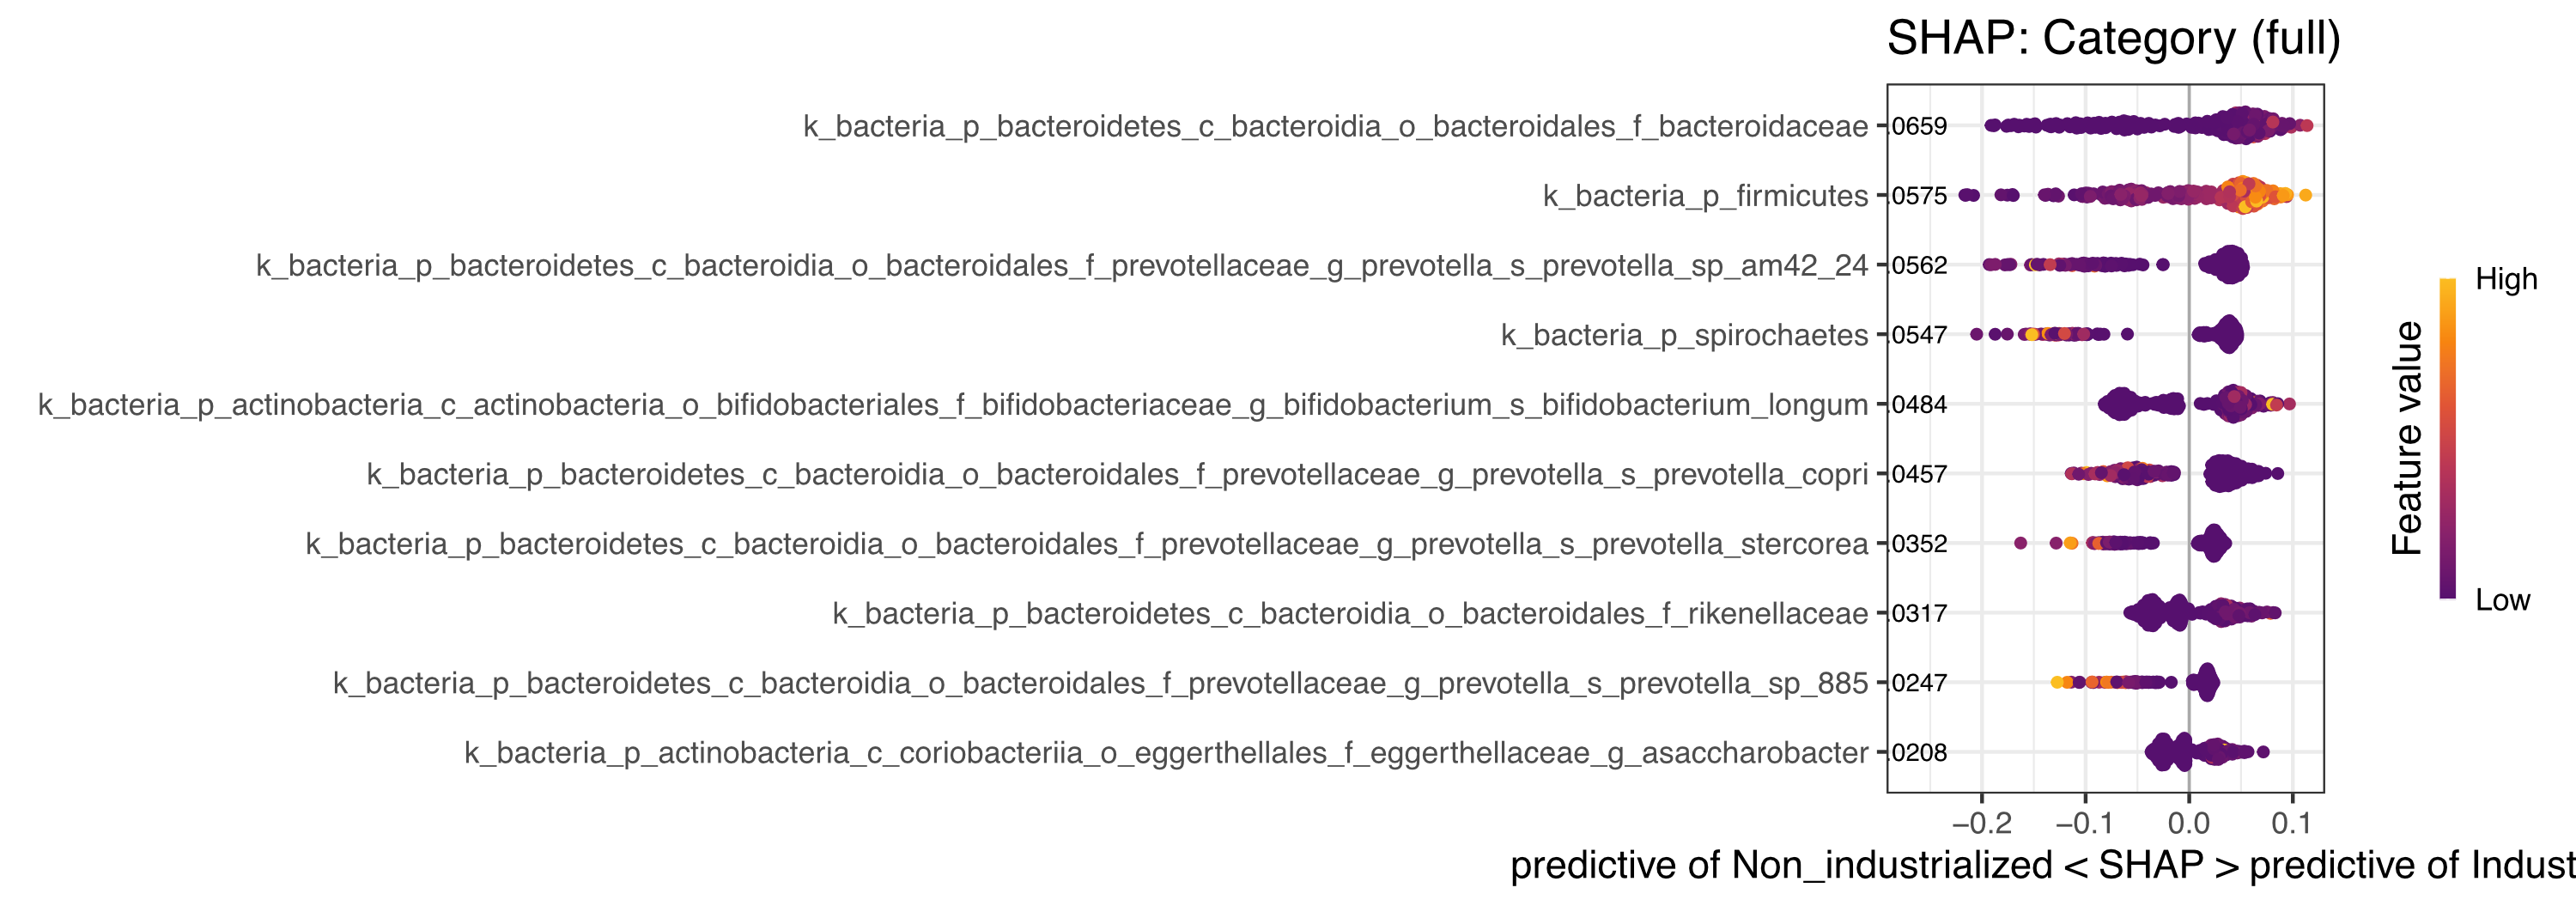 SHAP: Category (full)
k_bacteria_p_bacteroidetes_c_bacteroidia_o_bacteroidales_f_bacteroidaceae .0659
k_bacteria_p_firmicutes .0575
k_bacteria_p_bacteroidetes_c_bacteroidia_o_bacteroidales_f_prevotellaceae_g_prevotella_s_prevotella_sp_am42_24 .0562
k_bacteria_p_spirochaetes .0547
k_bacteria_p_actinobacteria_c_actinobacteria_o_bifidobacteriales_f_bifidobacteriaceae_g_bifidobacterium_s_bifidobacterium_longum .0484
k_bacteria_p_bacteroidetes_c_bacteroidia_o_bacteroidales_f_prevotellaceae_g_prevotella_s_prevotella_copri .0457
k_bacteria_p_bacteroidetes_c_bacteroidia_o_bacteroidales_f_prevotellaceae_g_prevotella_s_prevotella_stercorea .0352
k_bacteria_p_bacteroidetes_c_bacteroidia_o_bacteroidales_f_rikenellaceae .0317
k_bacteria_p_bacteroidetes_c_bacteroidia_o_bacteroidales_f_prevotellaceae_g_prevotella_s_prevotella_sp_885 .0247
k_bacteria_p_actinobacteria_c_coriobacteriia_o_eggerthellales_f_eggerthellaceae_g_asaccharobacter .0208
−0.2 −0.1 0.0 0.1
predictive of Non_industrialized < SHAP > predictive of Indust
High
Feature value
Low